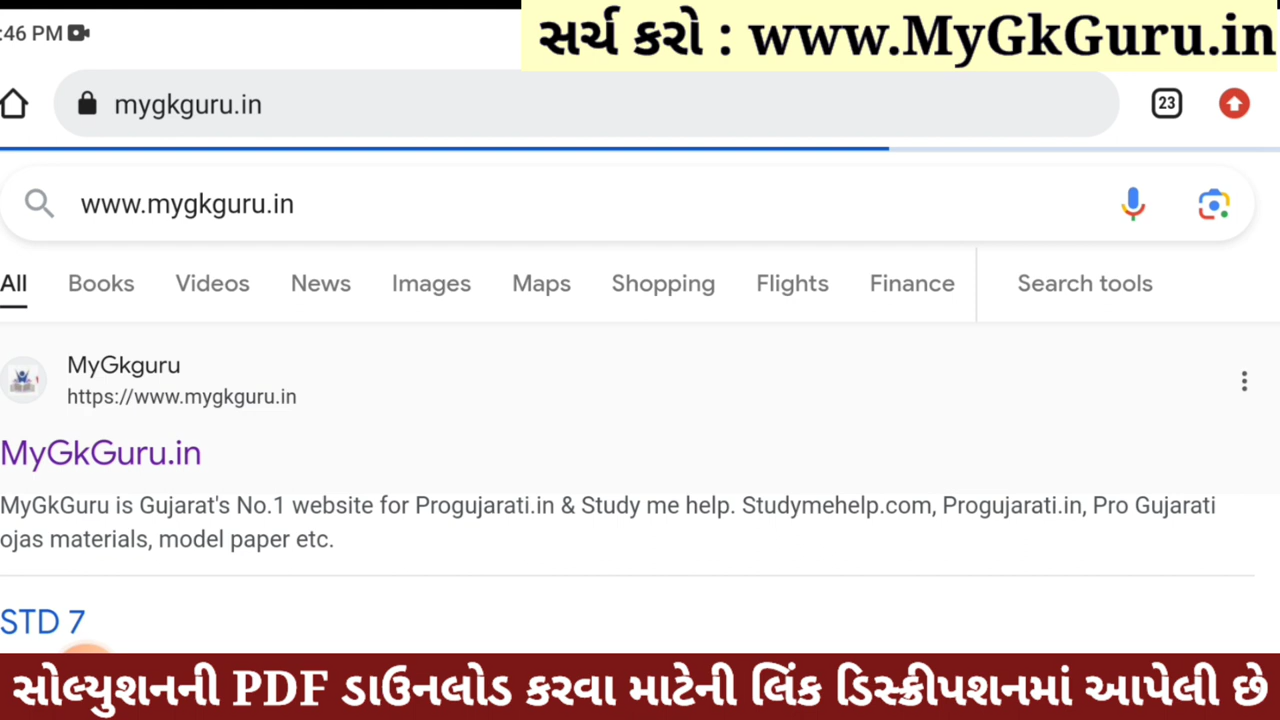 :46 PM
સર્ચ કરો : www.MyGkGuru.in
mygkguru.in
23
www.mygkguru.in
All Books Videos News Images Maps Shopping Flights Finance Search tools
MyGkguru
https://www.mygkguru.in
MyGkGuru.in
MyGkGuru is Gujarat's No.1 website for Progujarati.in & Study me help. Studymehelp.com, Progujarati.in, Pro Gujarati
ojas materials, model paper etc.
STD 7
સોલ્યુશનની PDF ડાઉનલોડ કરવા માટેની લિંક ડિસ્ક્રીપશનમાં આપેલી છે